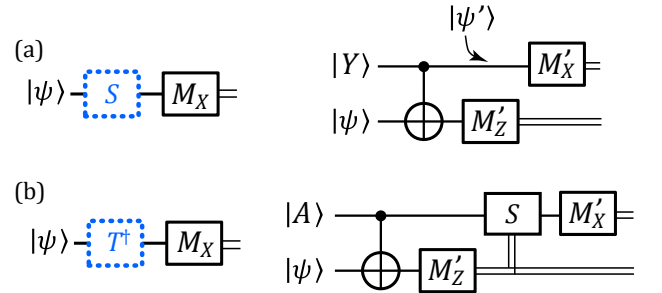 (a)
|ψ⟩ S M_X
|ψ'⟩
|Y⟩ M'_X
|ψ⟩ M'_Z
(b)
|ψ⟩ T† M_X
|A⟩ S M'_X
|ψ⟩ M'_Z